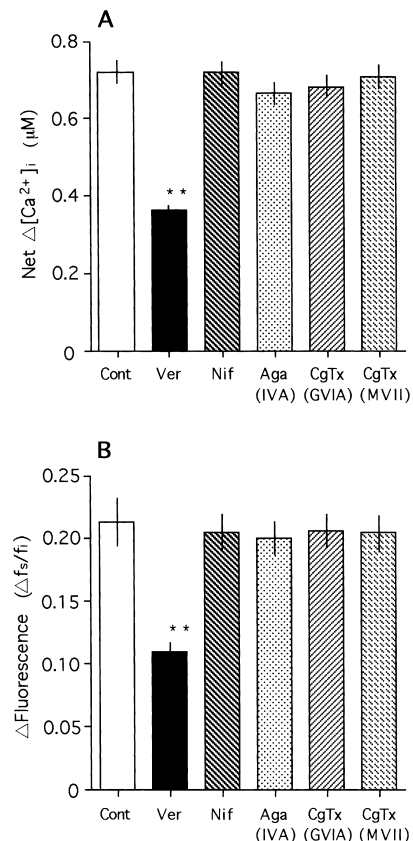 A
Net △[Ca 2+]i (μM)
0.8
0.6
0.4
0.2
0
* *
Cont Ver Nif Aga CgTx CgTx
(IVA) (GVIA) (MVII)
B
△Fluorescence (△fs/fi)
0.25
0.20
0.15
0.10
0.05
0
* *
Cont Ver Nif Aga CgTx CgTx
(IVA) (GVIA) (MVII)